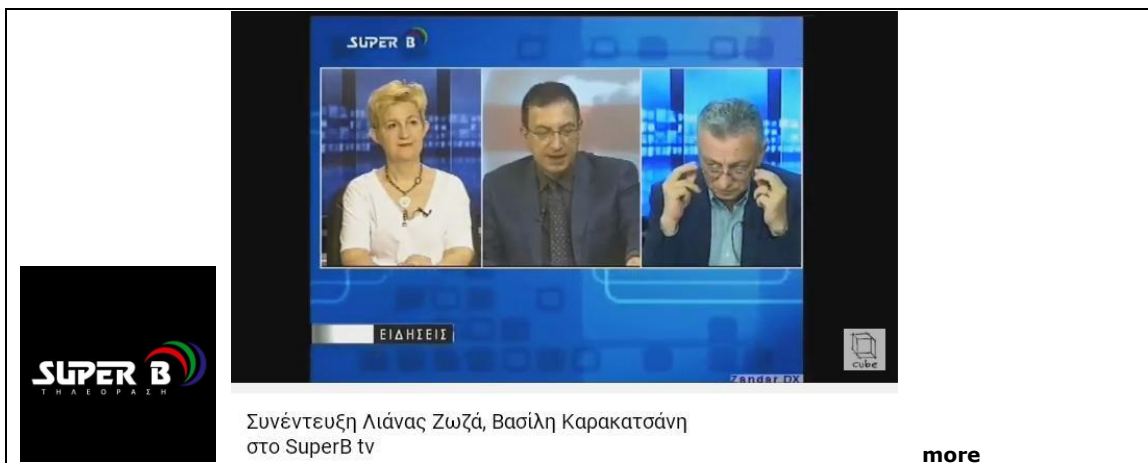 SUPER B
ΕΙΔΗΣΕΙΣ
cube
Zandar DX
SUPER B
ΤΗΛΕΟΡΑΣΗ
Συνέντευξη Λιάνας Ζωζά, Βασίλη Καρακατσάνη
στο SuperB tv
more